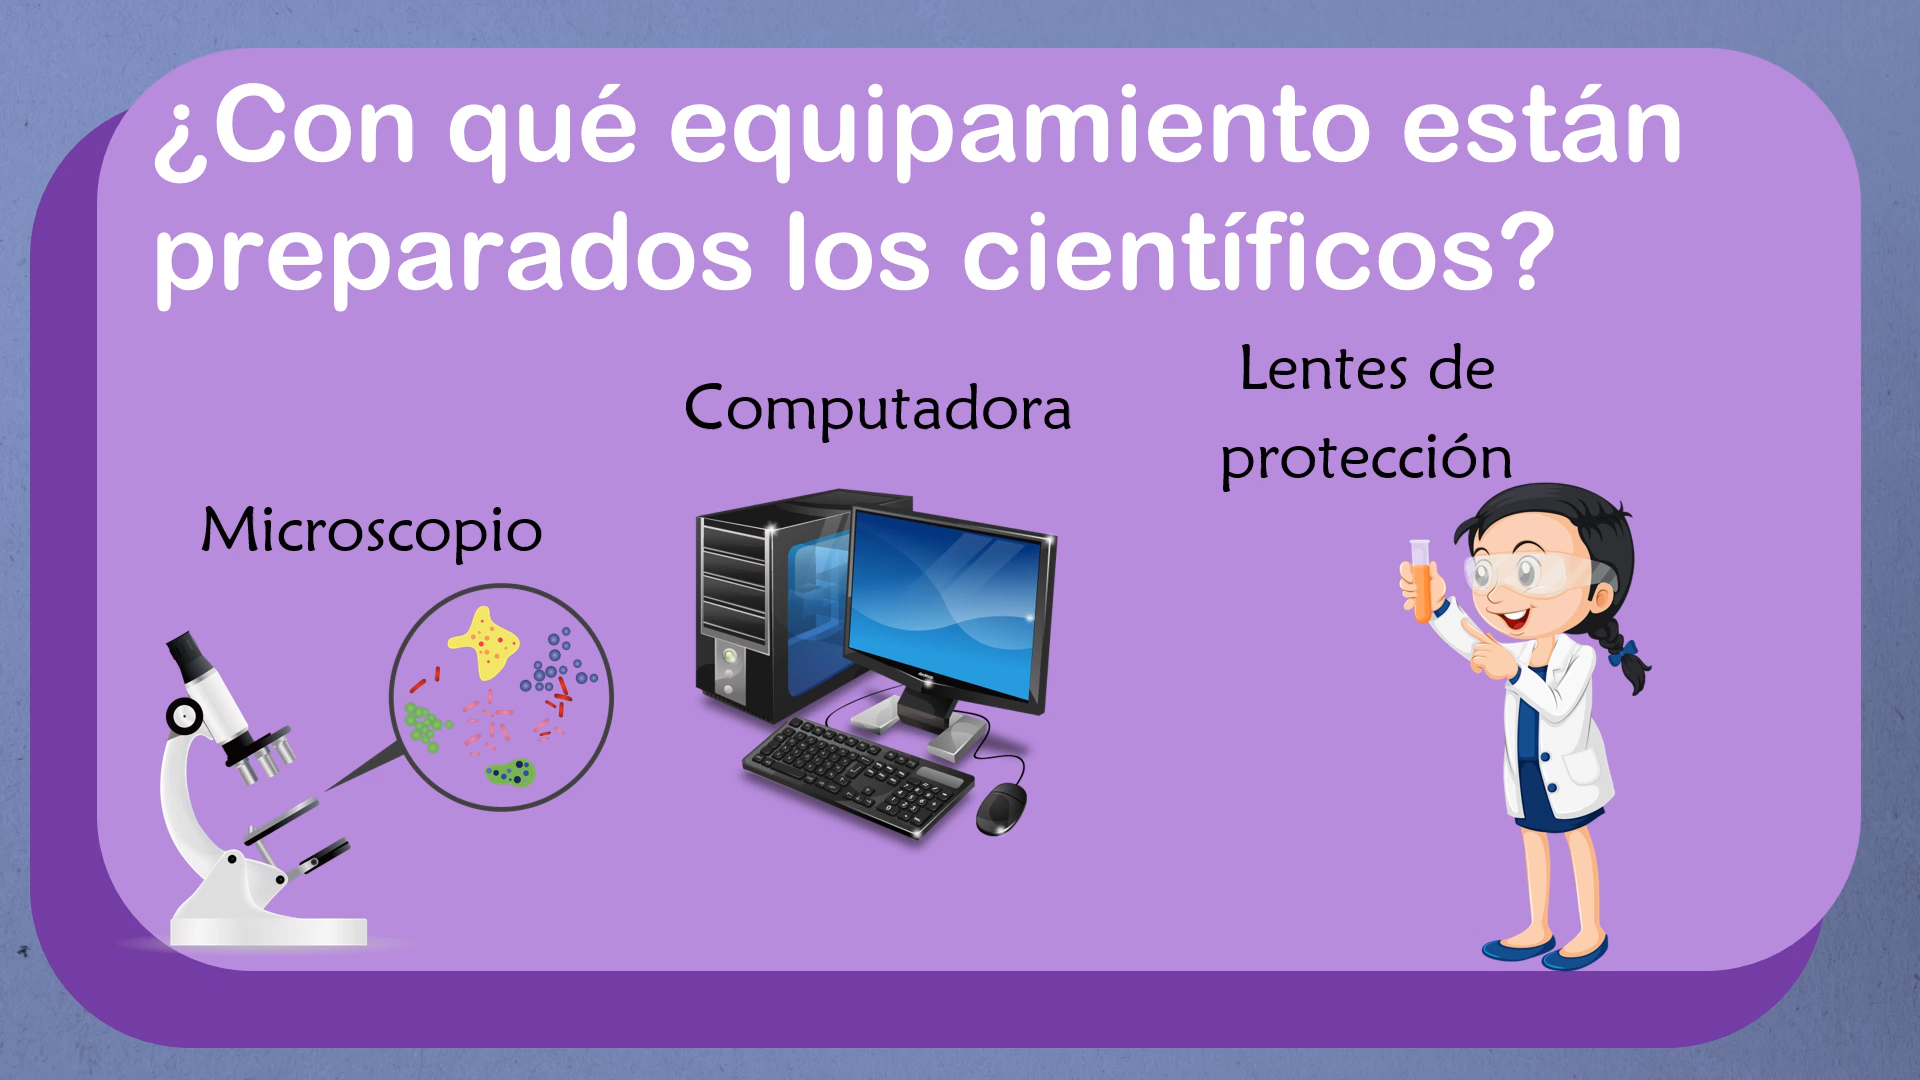 ¿Con qué equipamiento están
preparados los científicos?
Microscopio
Computadora
Lentes de
protección